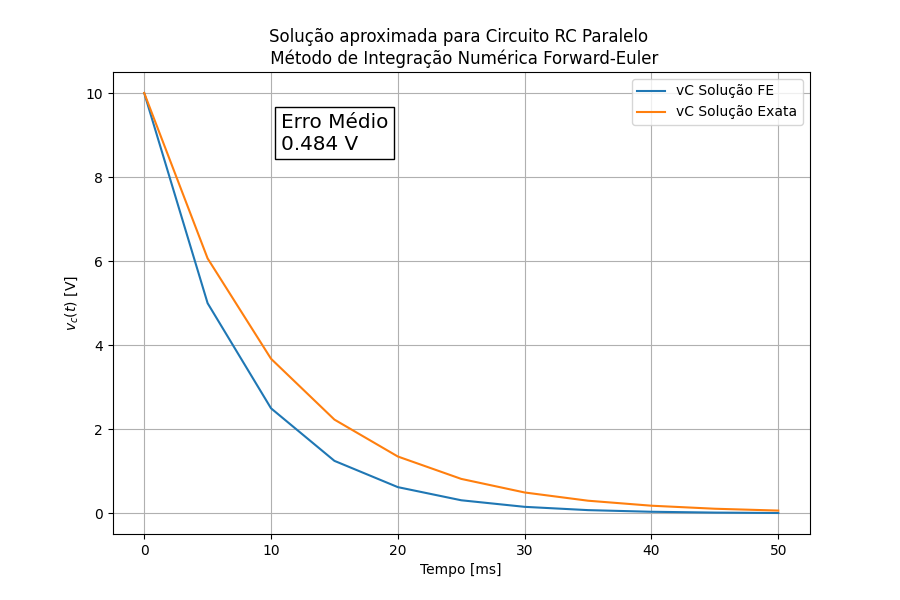 Solução aproximada para Circuito RC Paralelo
Método de Integração Numérica Forward-Euler
vC Solução FE
vC Solução Exata
Erro Médio
0.484 V
10
8
6
4
2
0
v_c(t) [V]
0 10 20 30 40 50
Tempo [ms]